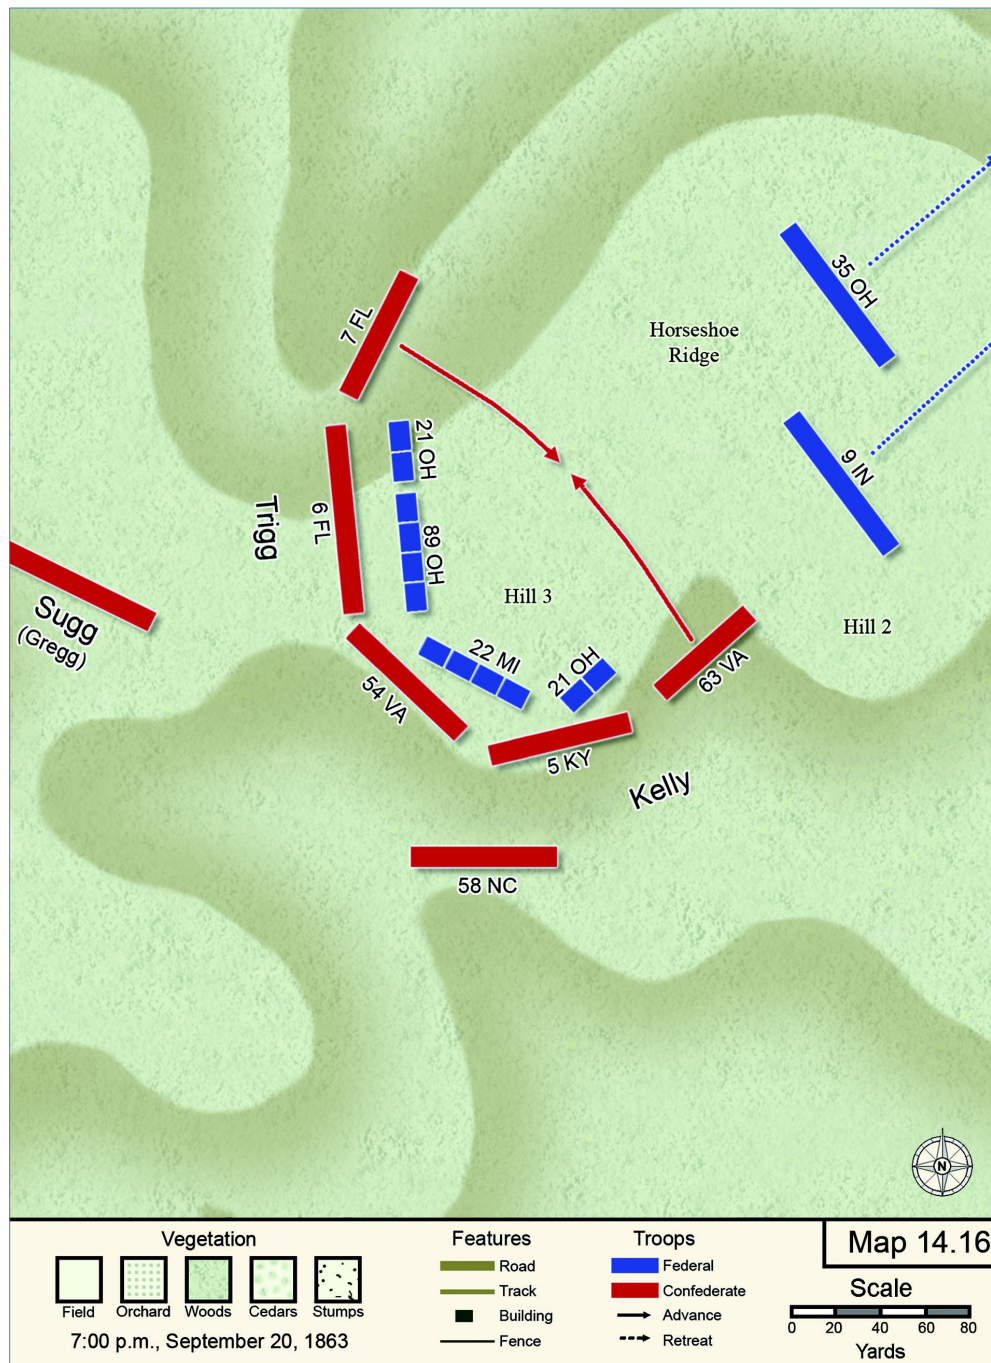 35 OH
7 FL
Horseshoe
Ridge
21 OH
9 IN
Trigg
6 FL
89 OH
Hill 3
Sugg
(Gregg)
Hill 2
22 MI
21 OH
63 VA
54 VA
5 KY
Kelly
58 NC
N
Vegetation
Field
Orchard
Woods
Cedars
Stumps
7:00 p.m., September 20, 1863
Features
Road
Track
Building
Fence
Troops
Federal
Confederate
Advance
Retreat
Map 14.16
Scale
0 20 40 60 80
Yards